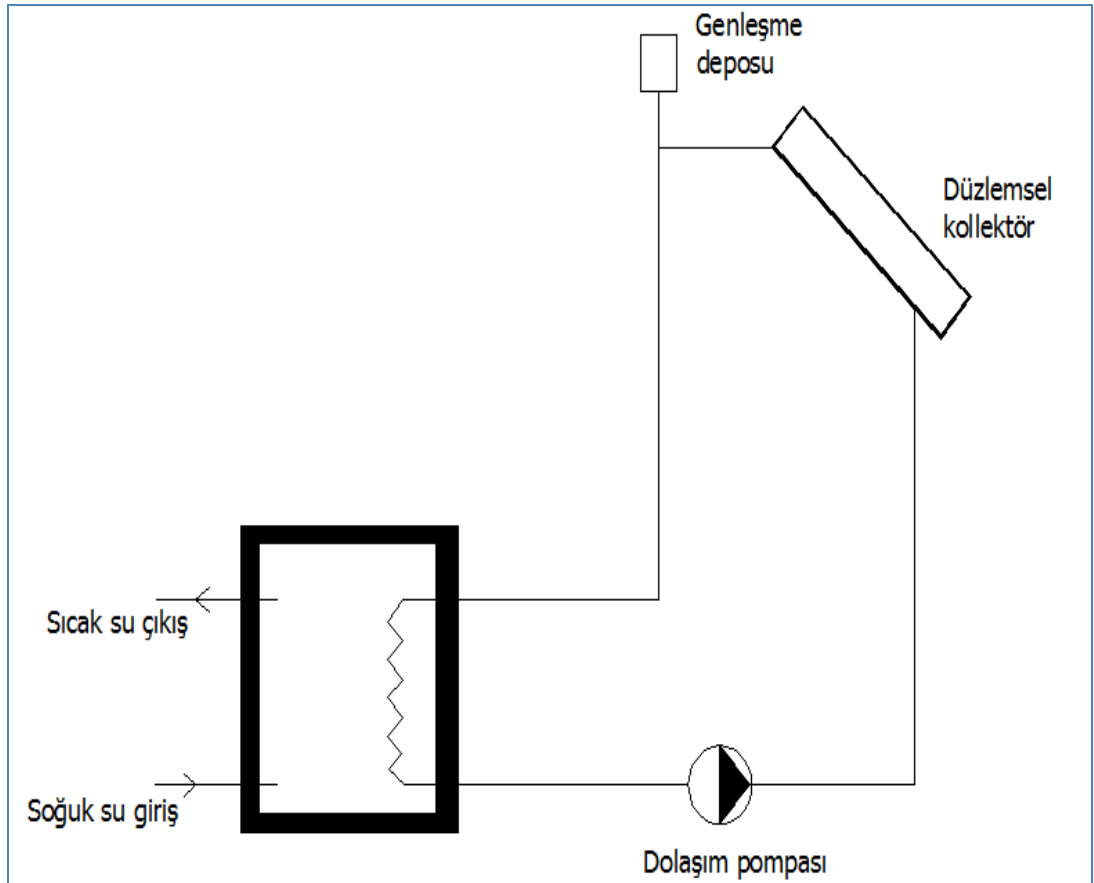 Genleşme
deposu
Düzlemsel
kollektör
Sıcak su çıkış
Soğuk su giriş
Dolaşım pompası